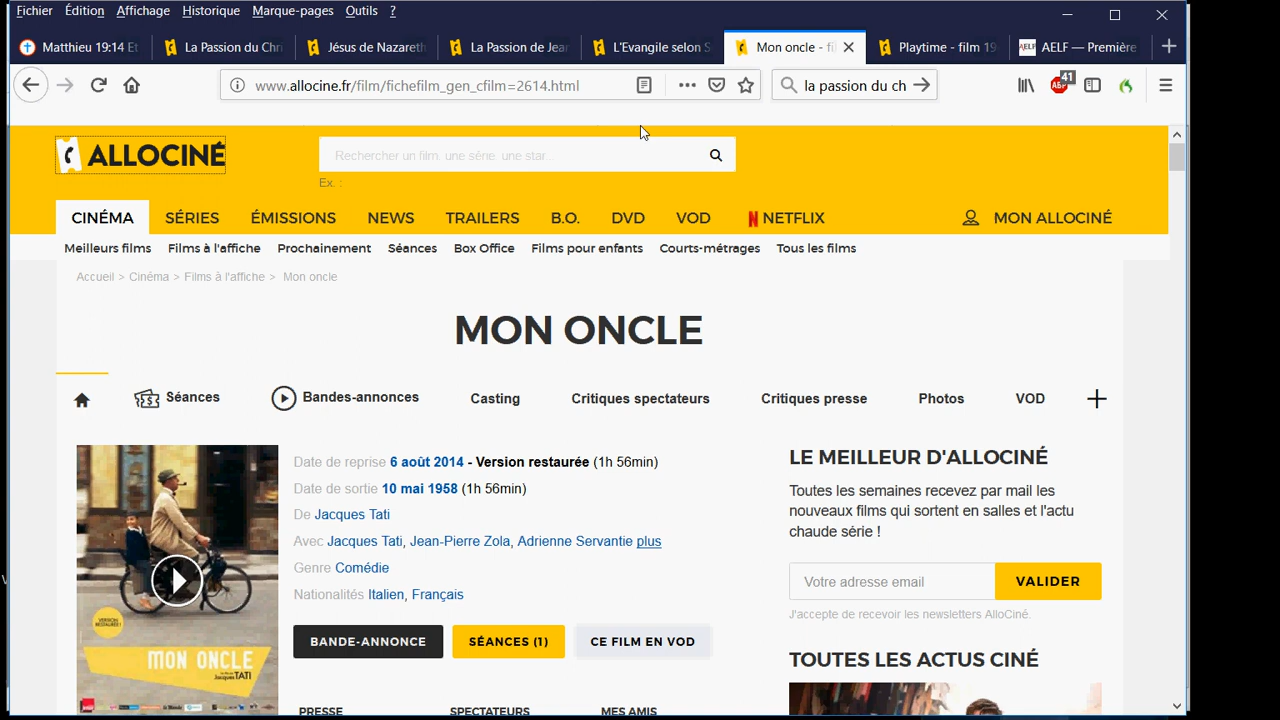 Fichier Édition Affichage Historique Marque-pages Outils ?
Matthieu 19:14 Et La Passion du Chri Jésus de Nazareth La Passion de Jean L'Evangile selon S Mon oncle - fi Playtime - film 19 AELF AELF — Première
www.allocine.fr/film/fichefilm_gen_cfilm=2614.html la passion du ch ABP 41
ALLOCINÉ Rechercher un film, une série, une star...
Ex. :
CINÉMA SÉRIES ÉMISSIONS NEWS TRAILERS B.O. DVD VOD NETFLIX MON ALLOCINÉ
Meilleurs films Films à l'affiche Prochainement Séances Box Office Films pour enfants Courts-métrages Tous les films
Accueil > Cinéma > Films à l'affiche > Mon oncle
MON ONCLE
Séances Bandes-annonces Casting Critiques spectateurs Critiques presse Photos VOD
Date de reprise 6 août 2014 - Version restaurée (1h 56min)
Date de sortie 10 mai 1958 (1h 56min)
De Jacques Tati
Avec Jacques Tati, Jean-Pierre Zola, Adrienne Servantie plus
Genre Comédie
Nationalités Italien, Français
BANDE-ANNONCE SÉANCES (1) CE FILM EN VOD
PRESSE SPECTATEURS MES AMIS
VERSION RESTAURÉE !
MON ONCLE
Jacques TATI
LE MEILLEUR D'ALLOCINÉ
Toutes les semaines recevez par mail les
nouveaux films qui sortent en salles et l'actu
chaude série !
Votre adresse email VALIDER
J'accepte de recevoir les newsletters AlloCiné.
TOUTES LES ACTUS CINÉ